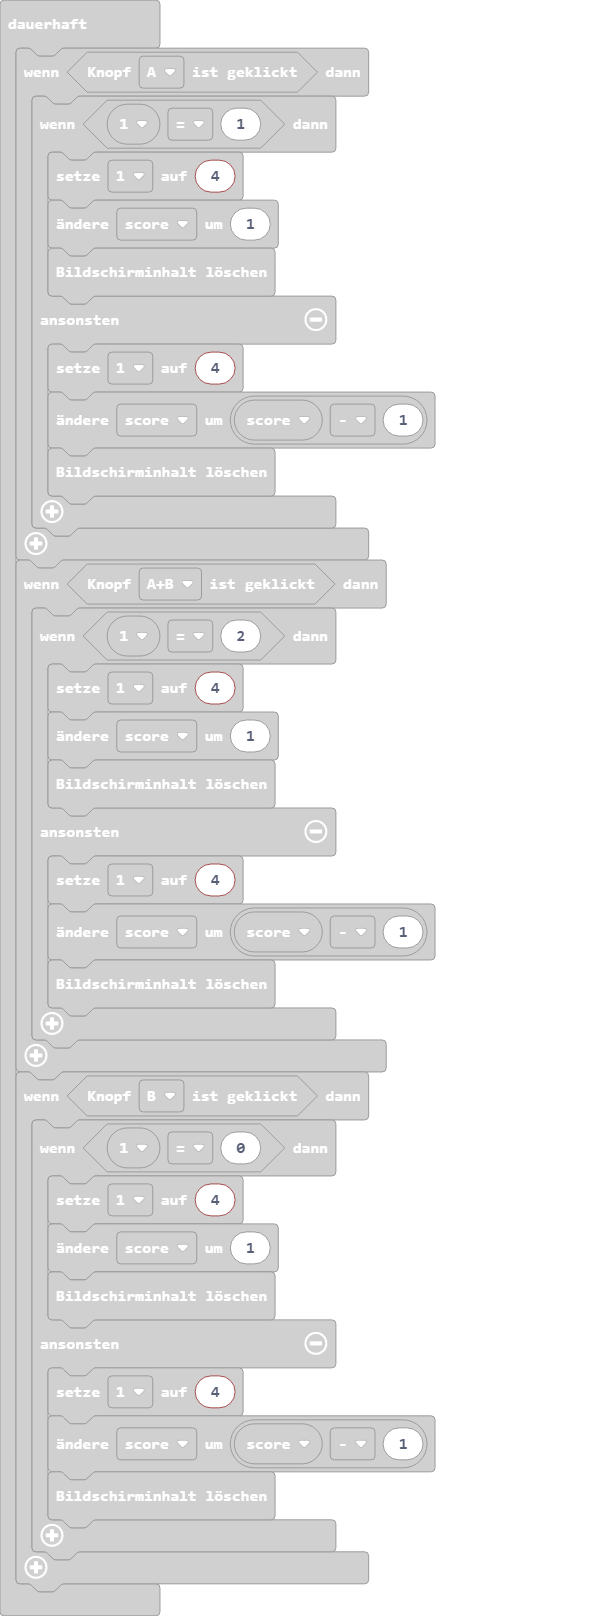 dauerhaft
wenn Knopf A ist geklickt dann
wenn 1 = 1 dann
setze 1 auf 4
ändere score um 1
Bildschirminhalt löschen
ansonsten
setze 1 auf 4
ändere score um score - 1
Bildschirminhalt löschen
wenn Knopf A+B ist geklickt dann
wenn 1 = 2 dann
setze 1 auf 4
ändere score um 1
Bildschirminhalt löschen
ansonsten
setze 1 auf 4
ändere score um score - 1
Bildschirminhalt löschen
wenn Knopf B ist geklickt dann
wenn 1 = 0 dann
setze 1 auf 4
ändere score um 1
Bildschirminhalt löschen
ansonsten
setze 1 auf 4
ändere score um score - 1
Bildschirminhalt löschen